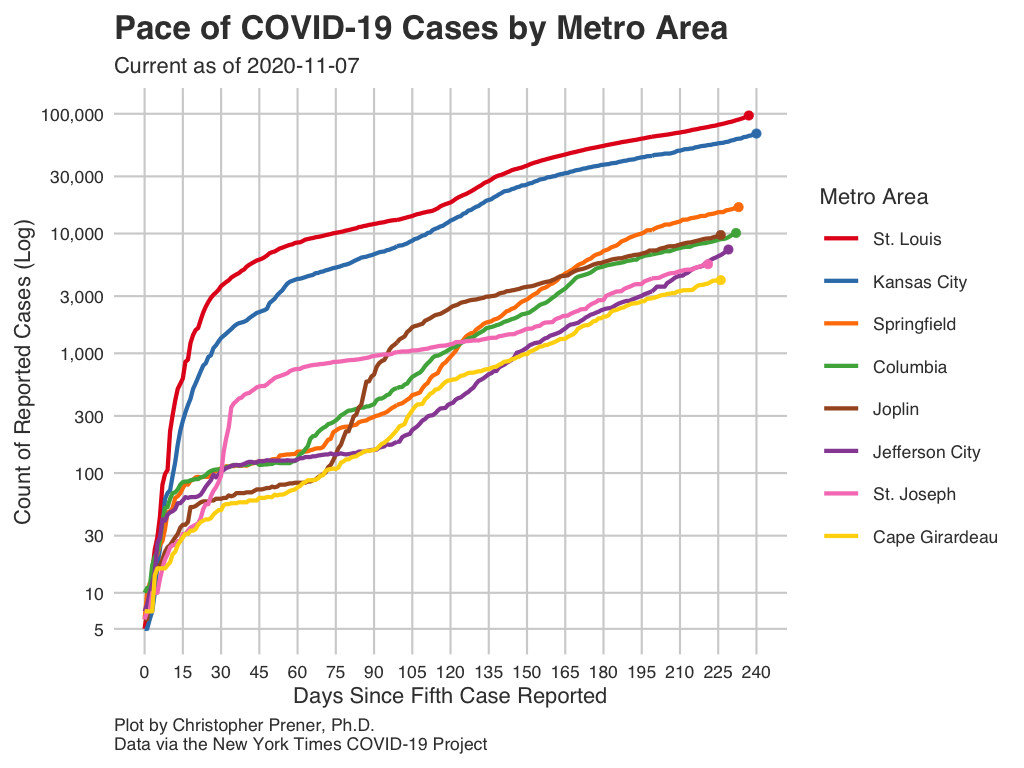 Pace of COVID-19 Cases by Metro Area
Current as of 2020-11-07
Count of Reported Cases (Log)
100,000
30,000
10,000
3,000
1,000
300
100
30
10
5
0 15 30 45 60 75 90 105 120 135 150 165 180 195 210 225 240
Days Since Fifth Case Reported
Metro Area
St. Louis
Kansas City
Springfield
Columbia
Joplin
Jefferson City
St. Joseph
Cape Girardeau
Plot by Christopher Prener, Ph.D.
Data via the New York Times COVID-19 Project